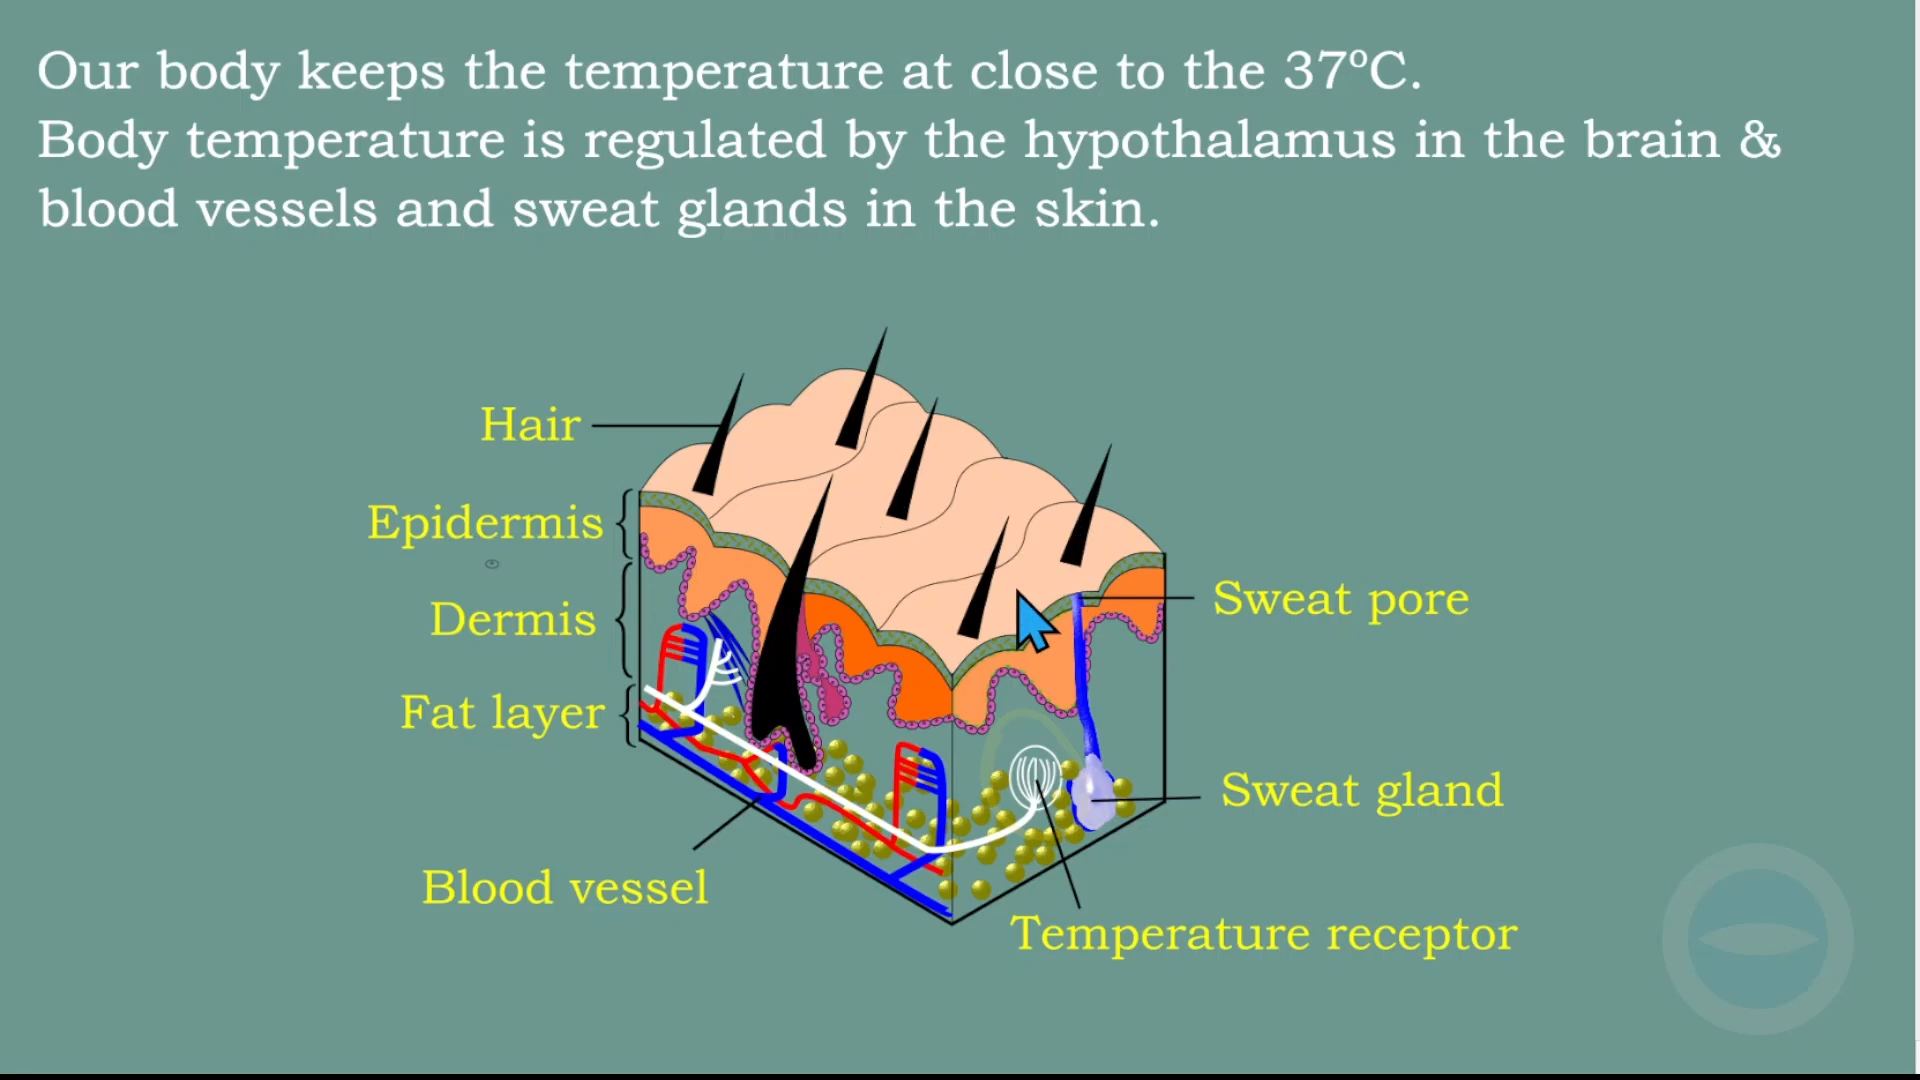 Our body keeps the temperature at close to the 37ºC.
Body temperature is regulated by the hypothalamus in the brain &
blood vessels and sweat glands in the skin.
Hair
Epidermis
Dermis
Fat layer
Blood vessel
Sweat pore
Sweat gland
Temperature receptor